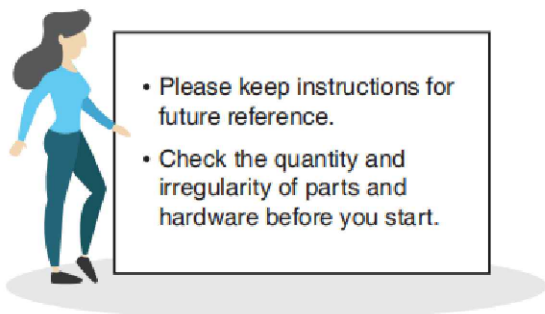 • Please keep instructions for
future reference.
• Check the quantity and
irregularity of parts and
hardware before you start.